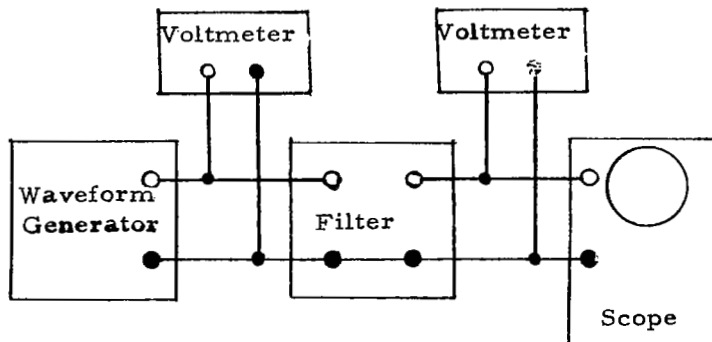 Voltmeter
Voltmeter
Waveform
Generator
Filter
Scope